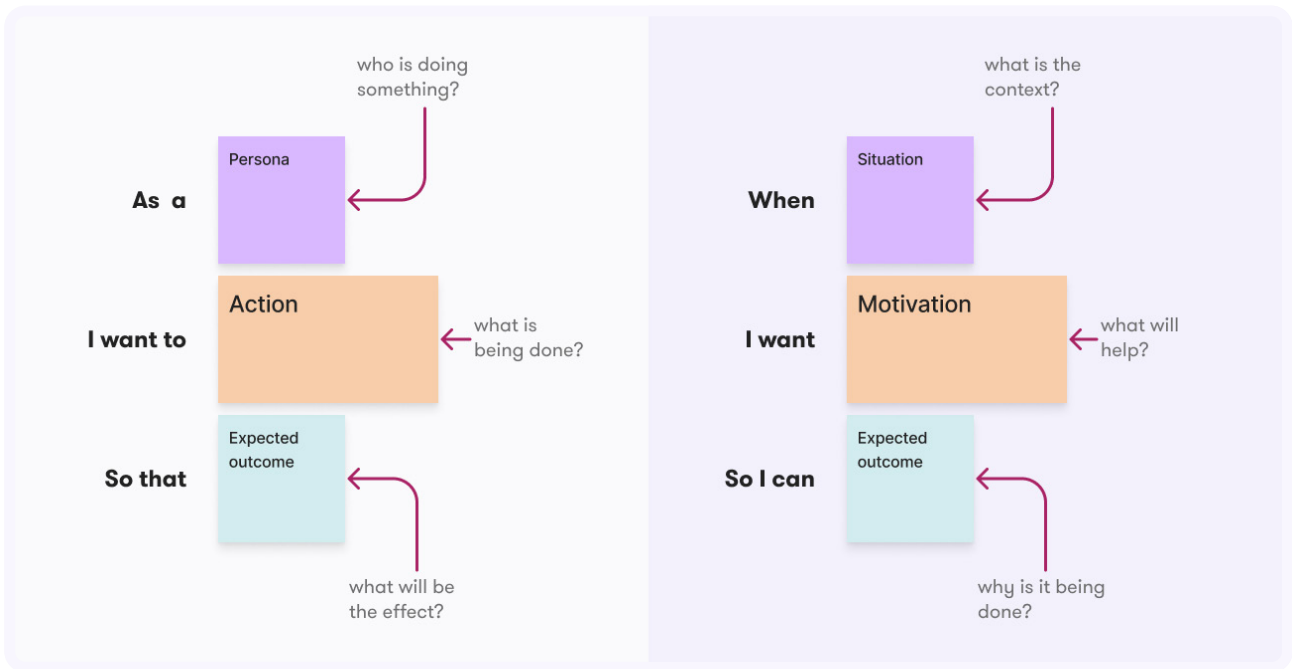 who is doing
something?
Persona
As a
Action
I want to
what is
being done?
Expected
outcome
So that
what will be
the effect?
what is the
context?
Situation
When
Motivation
I want
what will
help?
Expected
outcome
So I can
why is it being
done?